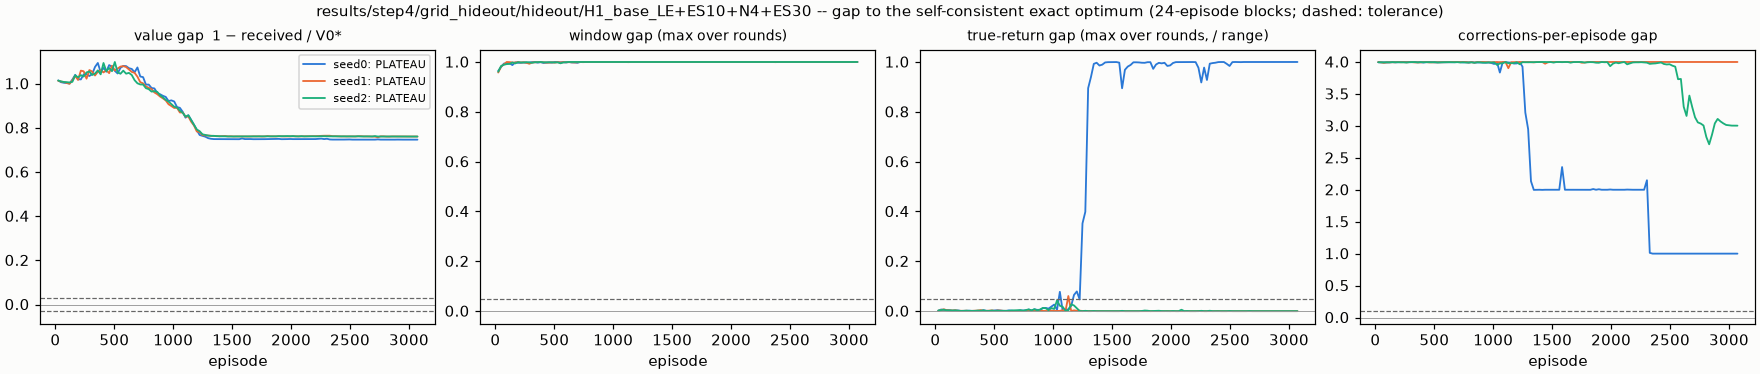 results/step4/grid_hideout/hideout/H1_base_LE+ES10+N4+ES30 -- gap to the self-consistent exact optimum (24-episode blocks; dashed: tolerance)
value gap 1 − received / V0*
1.0
0.8
0.6
0.4
0.2
0.0
seed0: PLATEAU
seed1: PLATEAU
seed2: PLATEAU
0 500 1000 1500 2000 2500 3000
episode
window gap (max over rounds)
1.0
0.8
0.6
0.4
0.2
0.0
0 500 1000 1500 2000 2500 3000
episode
true-return gap (max over rounds, / range)
1.0
0.8
0.6
0.4
0.2
0.0
0 500 1000 1500 2000 2500 3000
episode
corrections-per-episode gap
4.0
3.5
3.0
2.5
2.0
1.5
1.0
0.5
0.0
0 500 1000 1500 2000 2500 3000
episode